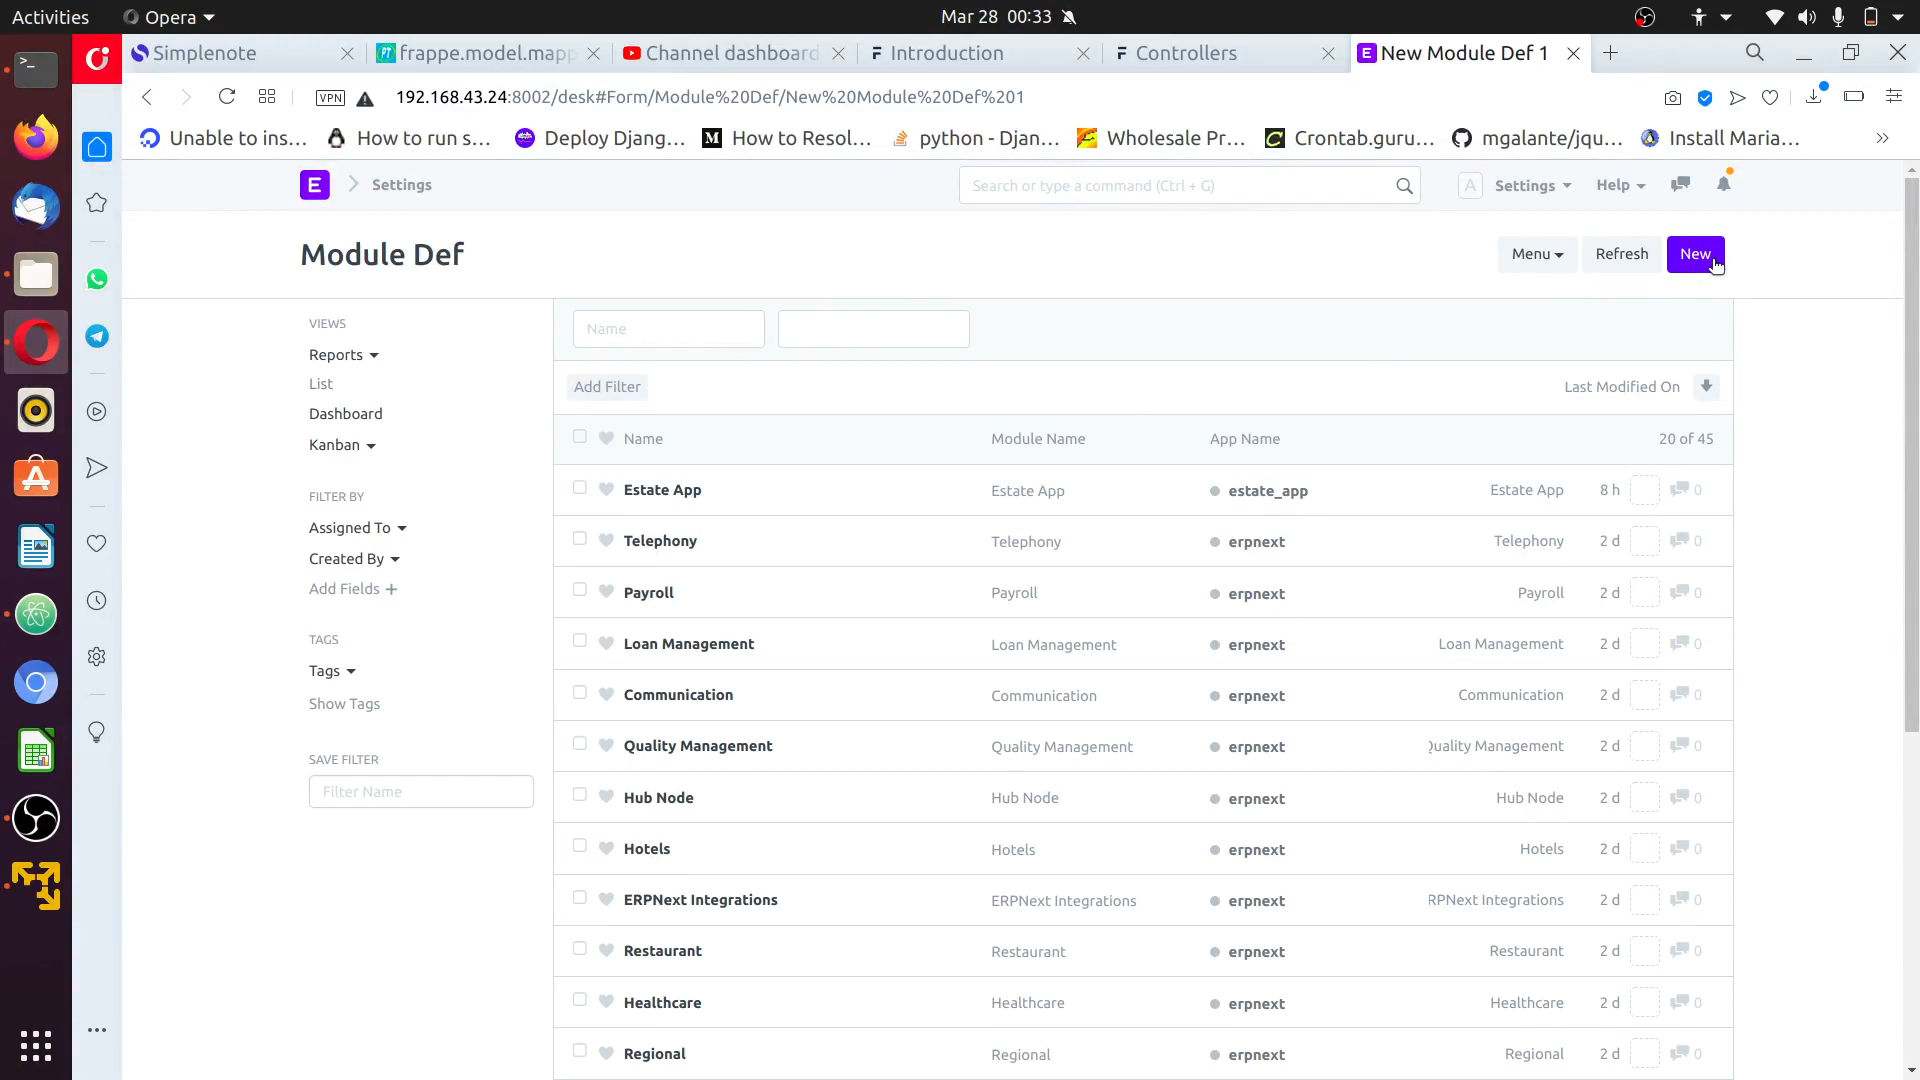 Activities
Opera
Mar 28 00:33
Simplenote
frappe.model.mapp
Channel dashboard
Introduction
Controllers
New Module Def 1
VPN
192.168.43.24:8002/desk#Form/Module%20Def/New%20Module%20Def%201
Unable to ins...
How to run s...
Deploy Djang...
How to Resol...
python - Djan...
Wholesale Pr...
Crontab.guru...
mgalante/jqu...
Install Maria...
E
Settings
Search or type a command (Ctrl + G)
A
Settings
Help
Module Def
Menu
Refresh
New
VIEWS
Reports
List
Dashboard
Kanban
FILTER BY
Assigned To
Created By
Add Fields +
TAGS
Tags
Show Tags
SAVE FILTER
Filter Name
Name
Add Filter
Last Modified On
Name Module Name App Name 20 of 45
Estate App Estate App estate_app Estate App 8 h 0
Telephony Telephony erpnext Telephony 2 d 0
Payroll Payroll erpnext Payroll 2 d 0
Loan Management Loan Management erpnext Loan Management 2 d 0
Communication Communication erpnext Communication 2 d 0
Quality Management Quality Management erpnext Quality Management 2 d 0
Hub Node Hub Node erpnext Hub Node 2 d 0
Hotels Hotels erpnext Hotels 2 d 0
ERPNext Integrations ERPNext Integrations erpnext RPNext Integrations 2 d 0
Restaurant Restaurant erpnext Restaurant 2 d 0
Healthcare Healthcare erpnext Healthcare 2 d 0
Regional Regional erpnext Regional 2 d 0